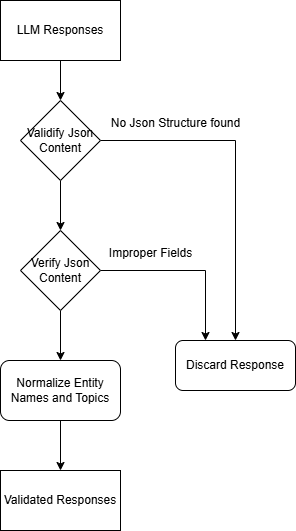 LLM Responses
No Json Structure found
Validify Json
Content
Improper Fields
Verify Json
Content
Discard Response
Normalize Entity
Names and Topics
Validated Responses